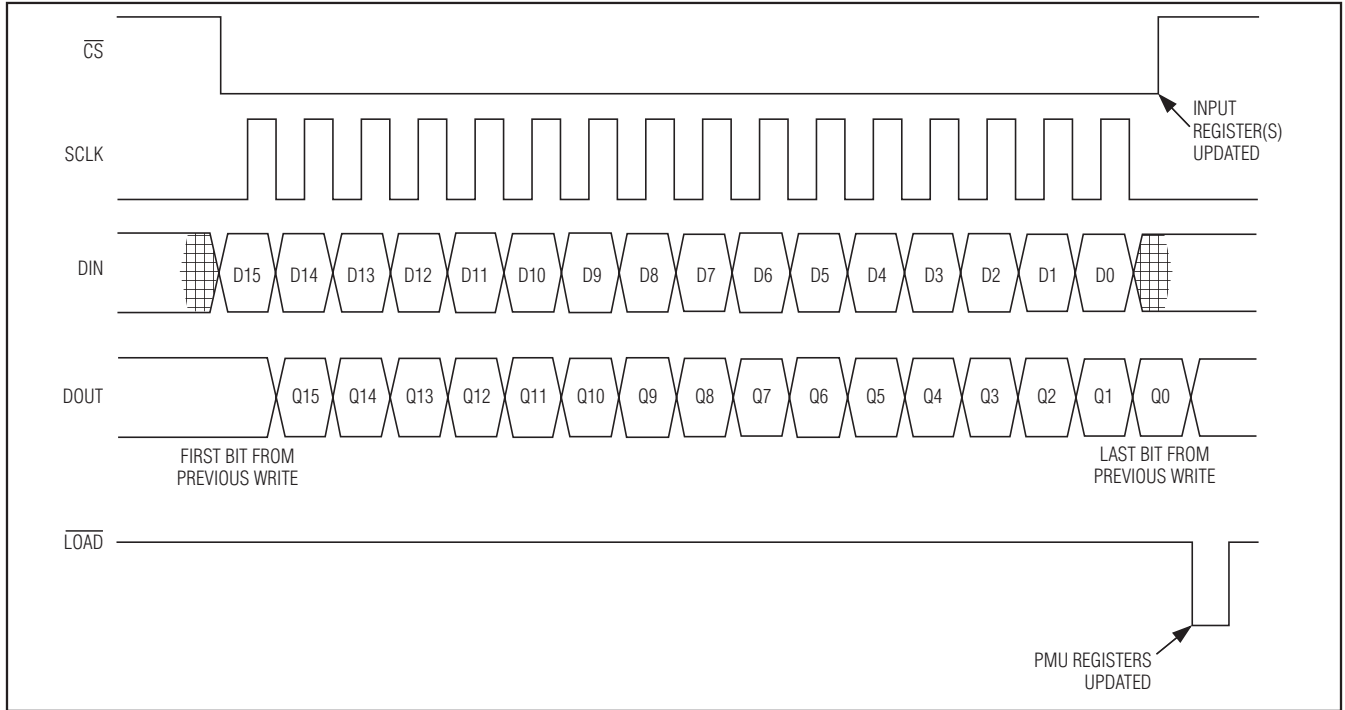 CS
INPUT
REGISTER(S)
UPDATED
SCLK
DIN
D15 D14 D13 D12 D11 D10 D9 D8 D7 D6 D5 D4 D3 D2 D1 D0
DOUT
Q15 Q14 Q13 Q12 Q11 Q10 Q9 Q8 Q7 Q6 Q5 Q4 Q3 Q2 Q1 Q0
FIRST BIT FROM
PREVIOUS WRITE
LAST BIT FROM
PREVIOUS WRITE
LOAD
PMU REGISTERS
UPDATED